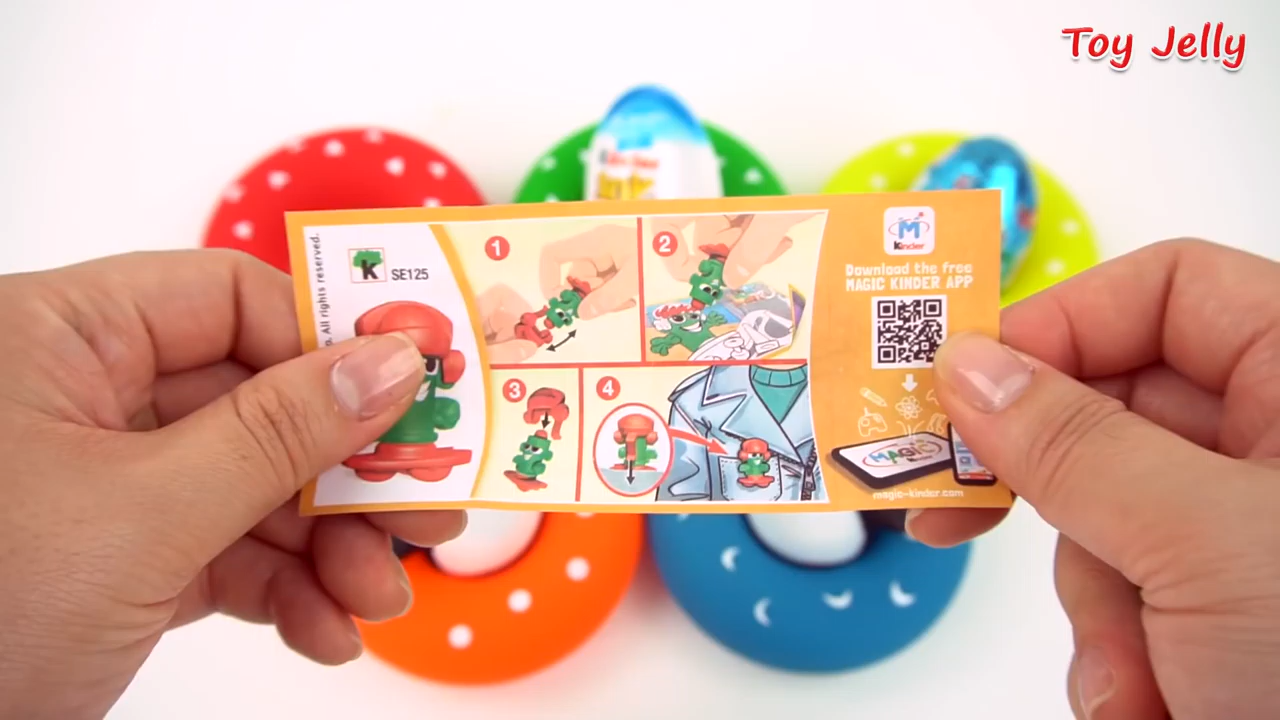 Toy Jelly
All rights reserved.
K
SE125
1
2
3
4
M
Kinder
Download the free
MAGIC KINDER APP
MAGIC
magic-kinder.com